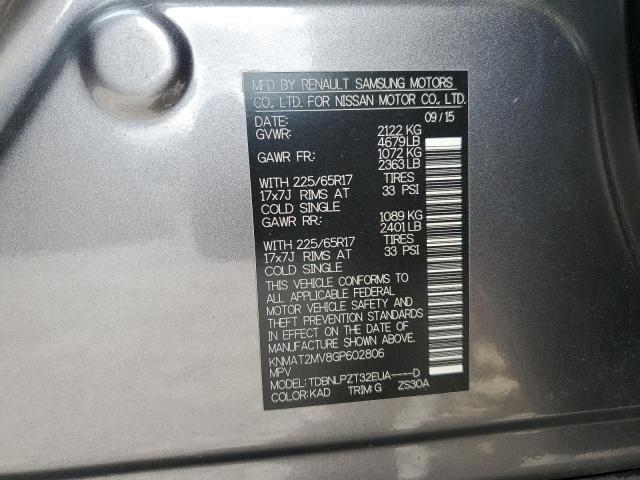 MFD BY RENAULT SAMSUNG MOTORS
CO., LTD. FOR NISSAN MOTOR CO., LTD.
DATE: 09/15
GVWR: 2122 KG
4679 LB
GAWR FR: 1072 KG
2363 LB
WITH 225/65R17 TIRES
17x7J RIMS AT 33 PSI
COLD SINGLE
GAWR RR: 1089 KG
2401 LB
WITH 225/65R17 TIRES
17x7J RIMS AT 33 PSI
COLD SINGLE
THIS VEHICLE CONFORMS TO
ALL APPLICABLE FEDERAL
MOTOR VEHICLE SAFETY AND
THEFT PREVENTION STANDARDS
IN EFFECT ON THE DATE OF
MANUFACTURE SHOWN ABOVE.
KNMAT2MV8GP602806
MPV
MODEL: TDBNLPZT32EUA----D
COLOR: KAD TRIM: G ZS30A